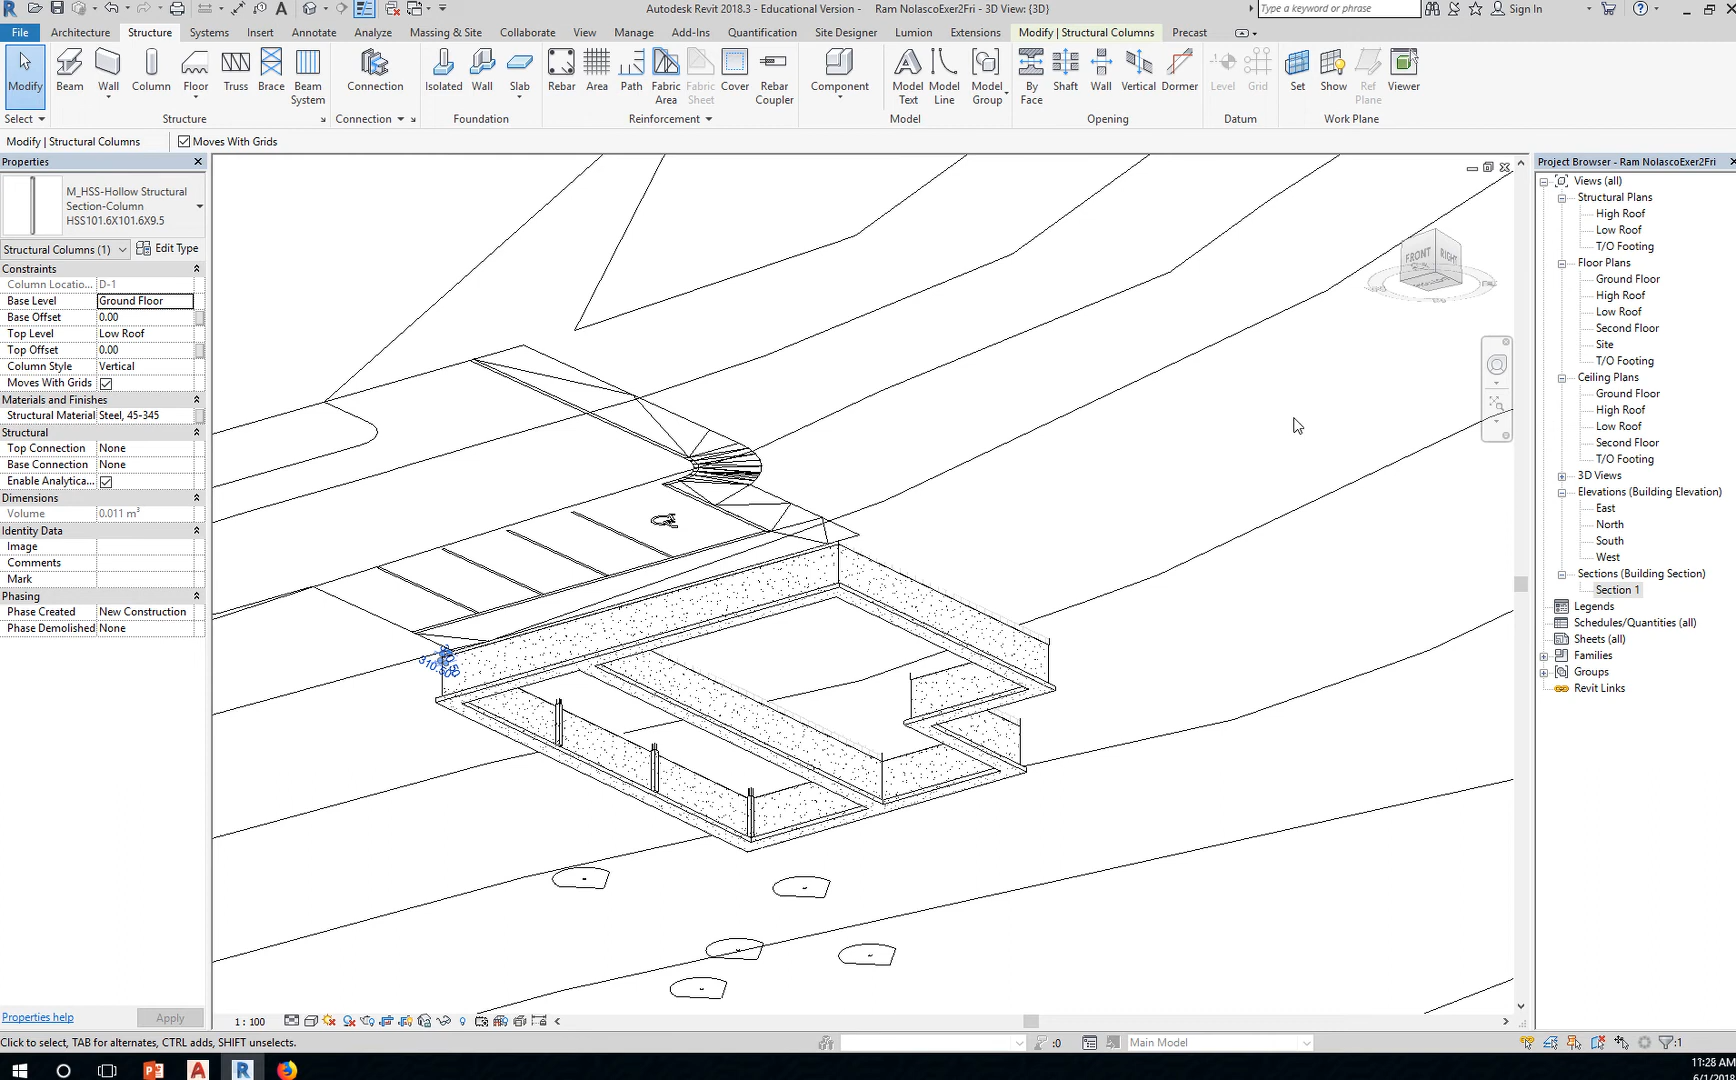 Autodesk Revit 2018.3 - Educational Version -    Ram NolascoExer2Fri - 3D View: {3D}
Type a keyword or phrase
Sign In
File Architecture Structure Systems Insert Annotate Analyze Massing & Site Collaborate View Manage Add-Ins Quantification Site Designer Lumion Extensions Modify | Structural Columns Precast
Modify Beam Wall Column Floor Truss Brace Beam System Connection Isolated Wall Slab Rebar Area Path Fabric Area Fabric Sheet Cover Rebar Coupler Component Model Text Model Line Model Group By Face Shaft Wall Vertical Dormer Level Grid Set Show Ref Plane Viewer
Select Structure Connection Foundation Reinforcement Model Opening Datum Work Plane
Modify | Structural Columns Moves With Grids
Properties
M_HSS-Hollow Structural
Section-Column
HSS101.6X101.6X9.5
Structural Columns (1) Edit Type
Constraints
Column Locatio... D-1
Base Level Ground Floor
Base Offset 0.00
Top Level Low Roof
Top Offset 0.00
Column Style Vertical
Moves With Grids
Materials and Finishes
Structural Material Steel, 45-345
Structural
Top Connection None
Base Connection None
Enable Analytica...
Dimensions
Volume 0.011 m³
Identity Data
Image
Comments
Mark
Phasing
Phase Created New Construction
Phase Demolished None
Properties help Apply
FRONT RIGHT
Project Browser - Ram NolascoExer2Fri
Views (all)
Structural Plans
High Roof
Low Roof
T/O Footing
Floor Plans
Ground Floor
High Roof
Low Roof
Second Floor
Site
T/O Footing
Ceiling Plans
Ground Floor
High Roof
Low Roof
Second Floor
T/O Footing
3D Views
Elevations (Building Elevation)
East
North
South
West
Sections (Building Section)
Section 1
Legends
Schedules/Quantities (all)
Sheets (all)
Families
Groups
Revit Links
1 : 100
Click to select, TAB for alternates, CTRL adds, SHIFT unselects.
:0
Main Model
:1
11:28 AM